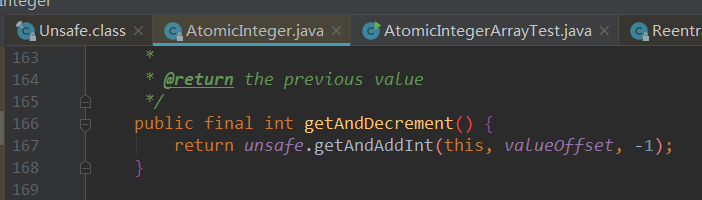 nteger
Unsafe.class × AtomicInteger.java × AtomicIntegerArrayTest.java × Reentra
163 *
164 * @return the previous value
165 */
166 public final int getAndDecrement() {
167 return unsafe.getAndAddInt(this, valueOffset, -1);
168 }
169